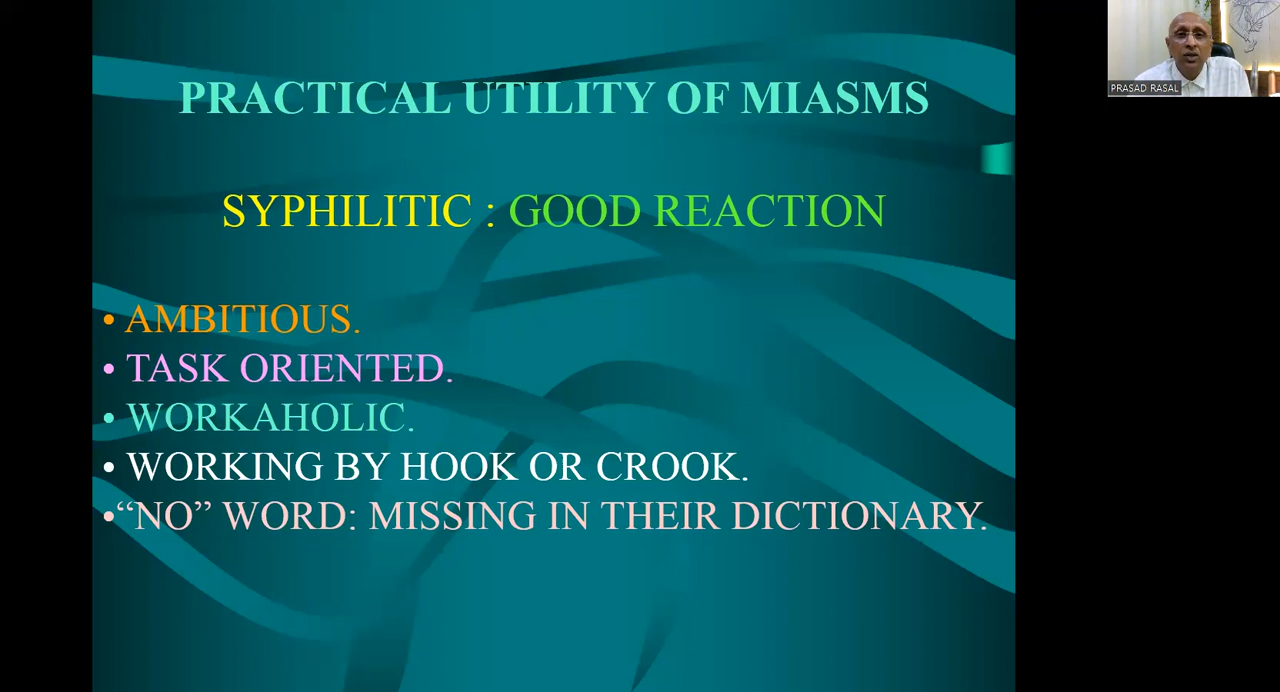 PRACTICAL UTILITY OF MIASMS
SYPHILITIC : GOOD REACTION
• AMBITIOUS.
• TASK ORIENTED.
• WORKAHOLIC.
• WORKING BY HOOK OR CROOK.
•“NO” WORD: MISSING IN THEIR DICTIONARY.
PRASAD RASAL